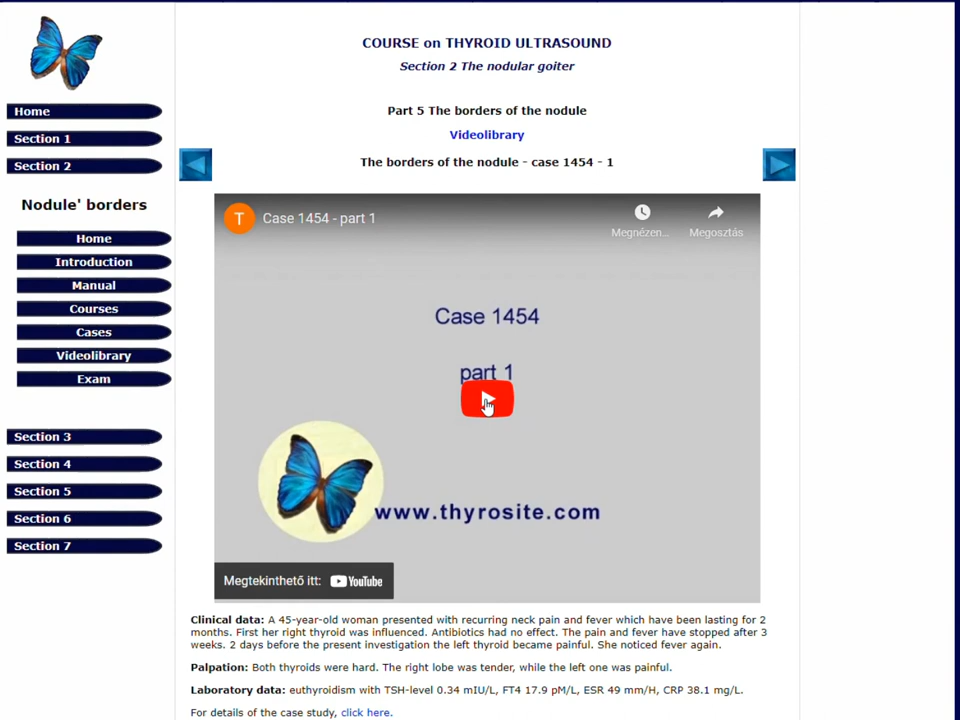 COURSE on THYROID ULTRASOUND
Section 2 The nodular goiter
Part 5 The borders of the nodule
Videolibrary
The borders of the nodule - case 1454 - 1
Home
Section 1
Section 2
Nodule' borders
Home
Introduction
Manual
Courses
Cases
Videolibrary
Exam
Section 3
Section 4
Section 5
Section 6
Section 7
T Case 1454 - part 1
Megnézen...
Megosztás
Case 1454
part 1
www.thyrosite.com
Megtekinthető itt: YouTube
Clinical data: A 45-year-old woman presented with recurring neck pain and fever which have been lasting for 2
months. First her right thyroid was influenced. Antibiotics had no effect. The pain and fever have stopped after 3
weeks. 2 days before the present investigation the left thyroid became painful. She noticed fever again.
Palpation: Both thyroids were hard. The right lobe was tender, while the left one was painful.
Laboratory data: euthyroidism with TSH-level 0.34 mIU/L, FT4 17.9 pM/L, ESR 49 mm/H, CRP 38.1 mg/L.
For details of the case study, click here.